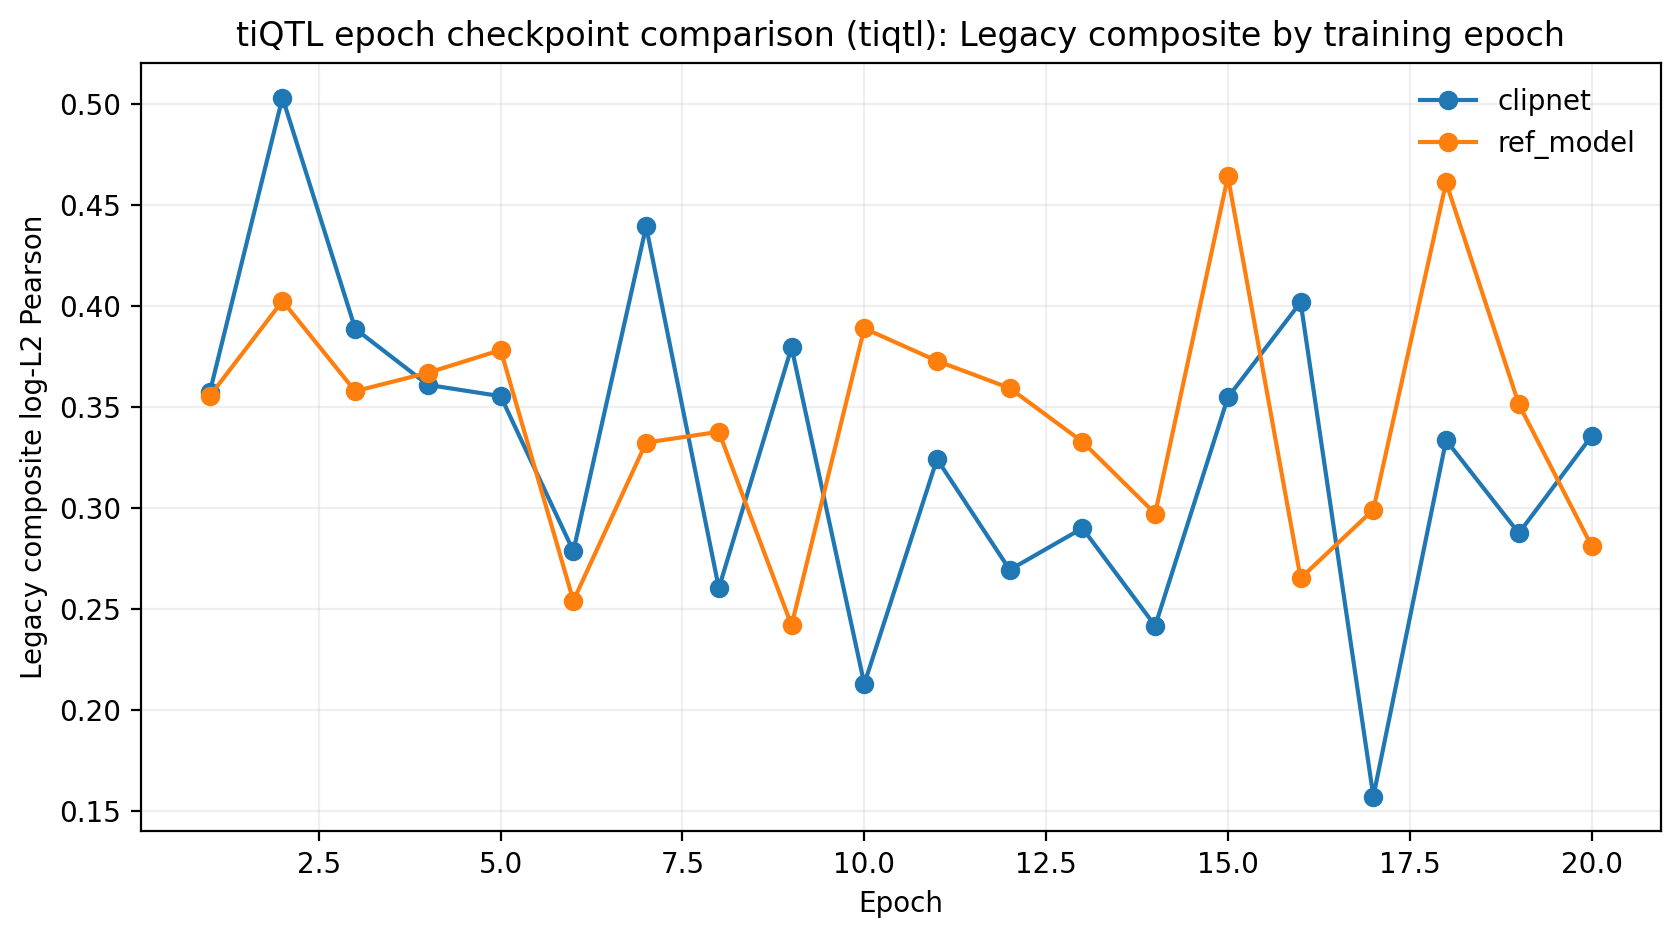 tiQTL epoch checkpoint comparison (tiqtl): Legacy composite by training epoch
clipnet
ref_model
Legacy composite log-L2 Pearson
0.50
0.45
0.40
0.35
0.30
0.25
0.20
0.15
2.5 5.0 7.5 10.0 12.5 15.0 17.5 20.0
Epoch